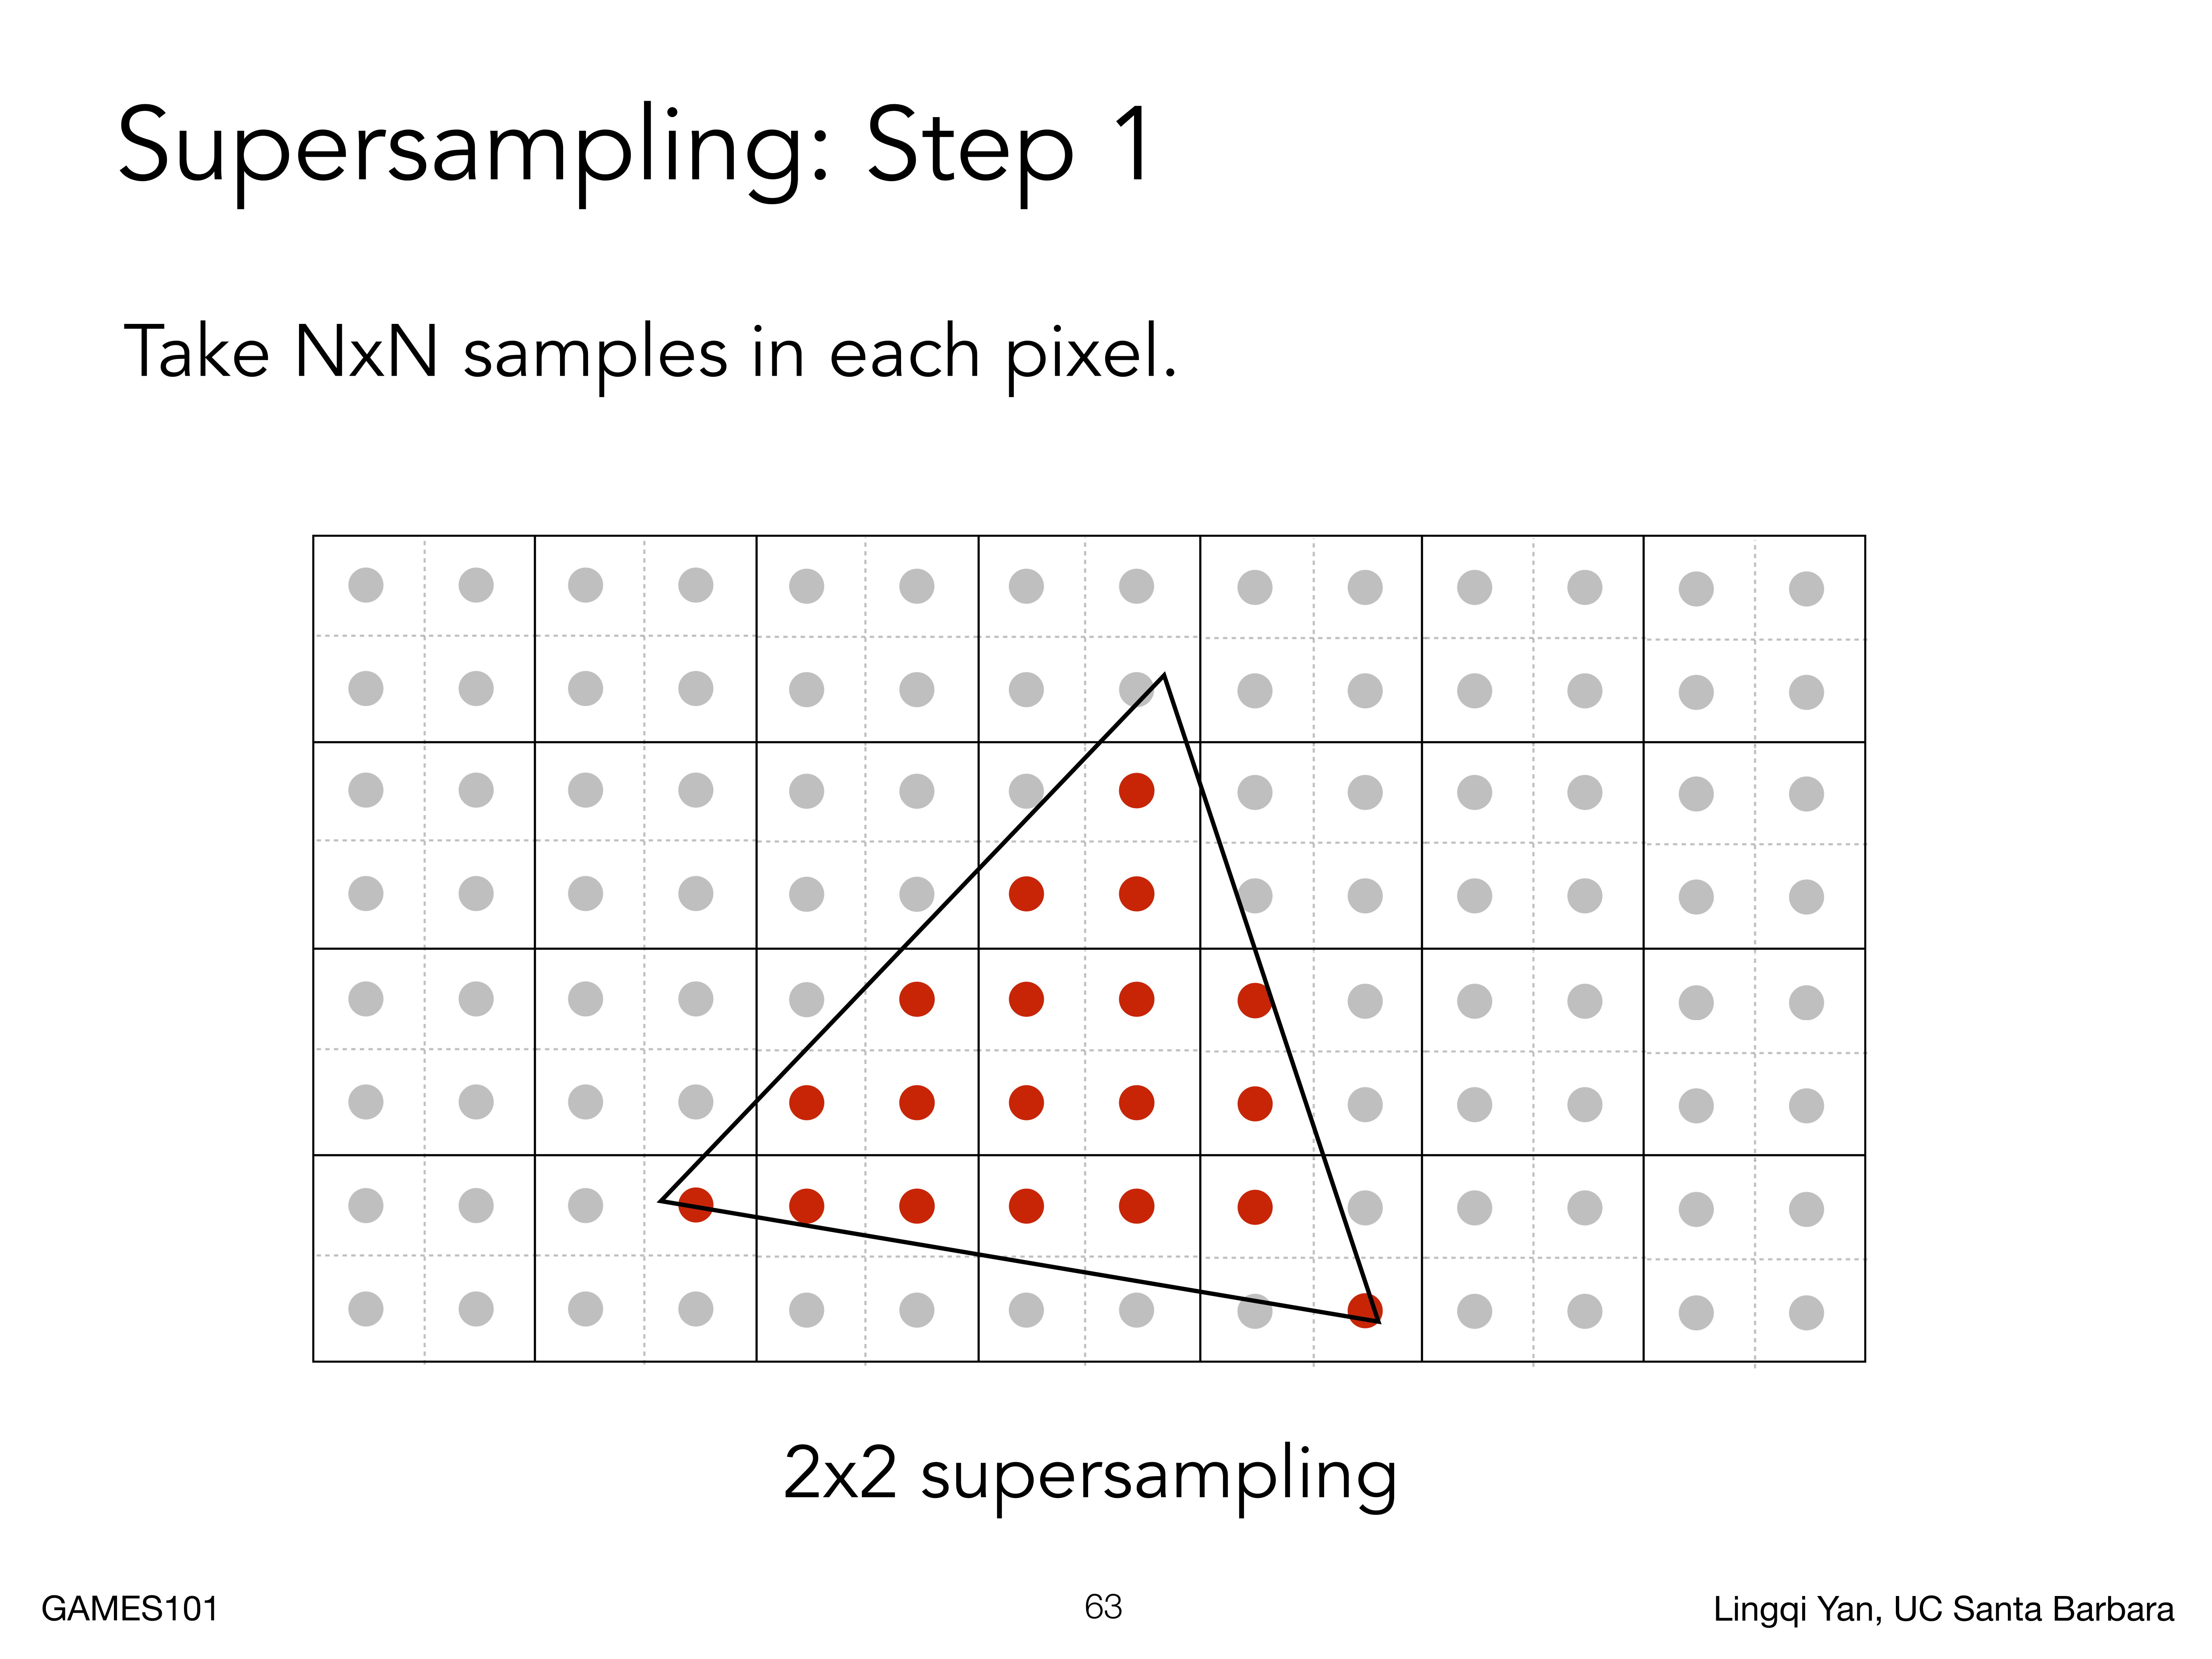 Supersampling: Step 1
Take NxN samples in each pixel.
2x2 supersampling
GAMES101
63
Lingqi Yan, UC Santa Barbara